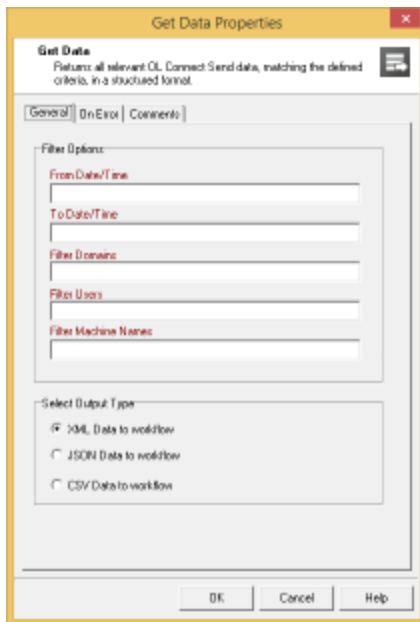 Get Data Properties
Get Data
Returns all relevant OL Connect Send data, matching the defined
criteria, in a structured format.
General
On Error
Comments
Filter Options
From Date/Time
To Date/Time
Filter Domains
Filter Users
Filter Machine Names
Select Output Type
XML Data to workflow
JSON Data to workflow
CSV Data to workflow
OK
Cancel
Help